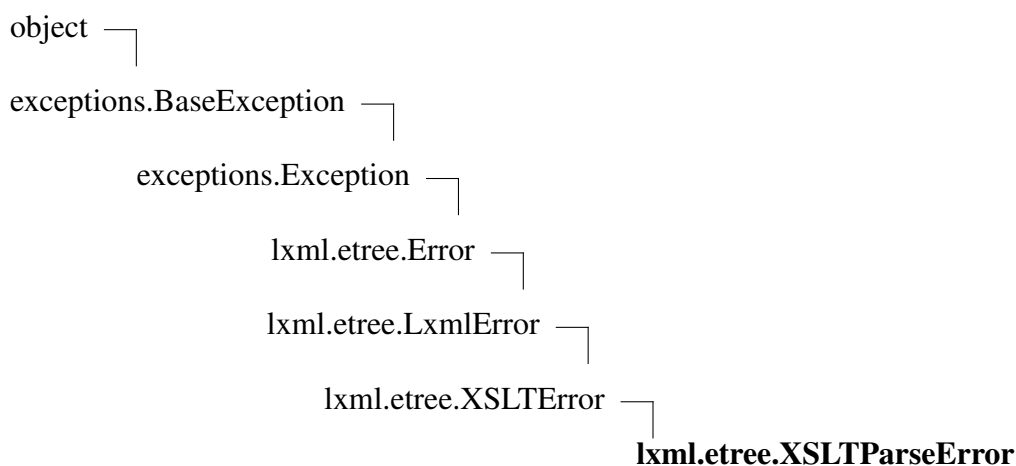 object
exceptions.BaseException
exceptions.Exception
lxml.etree.Error
lxml.etree.LxmlError
lxml.etree.XSLTError
lxml.etree.XSLTParseError